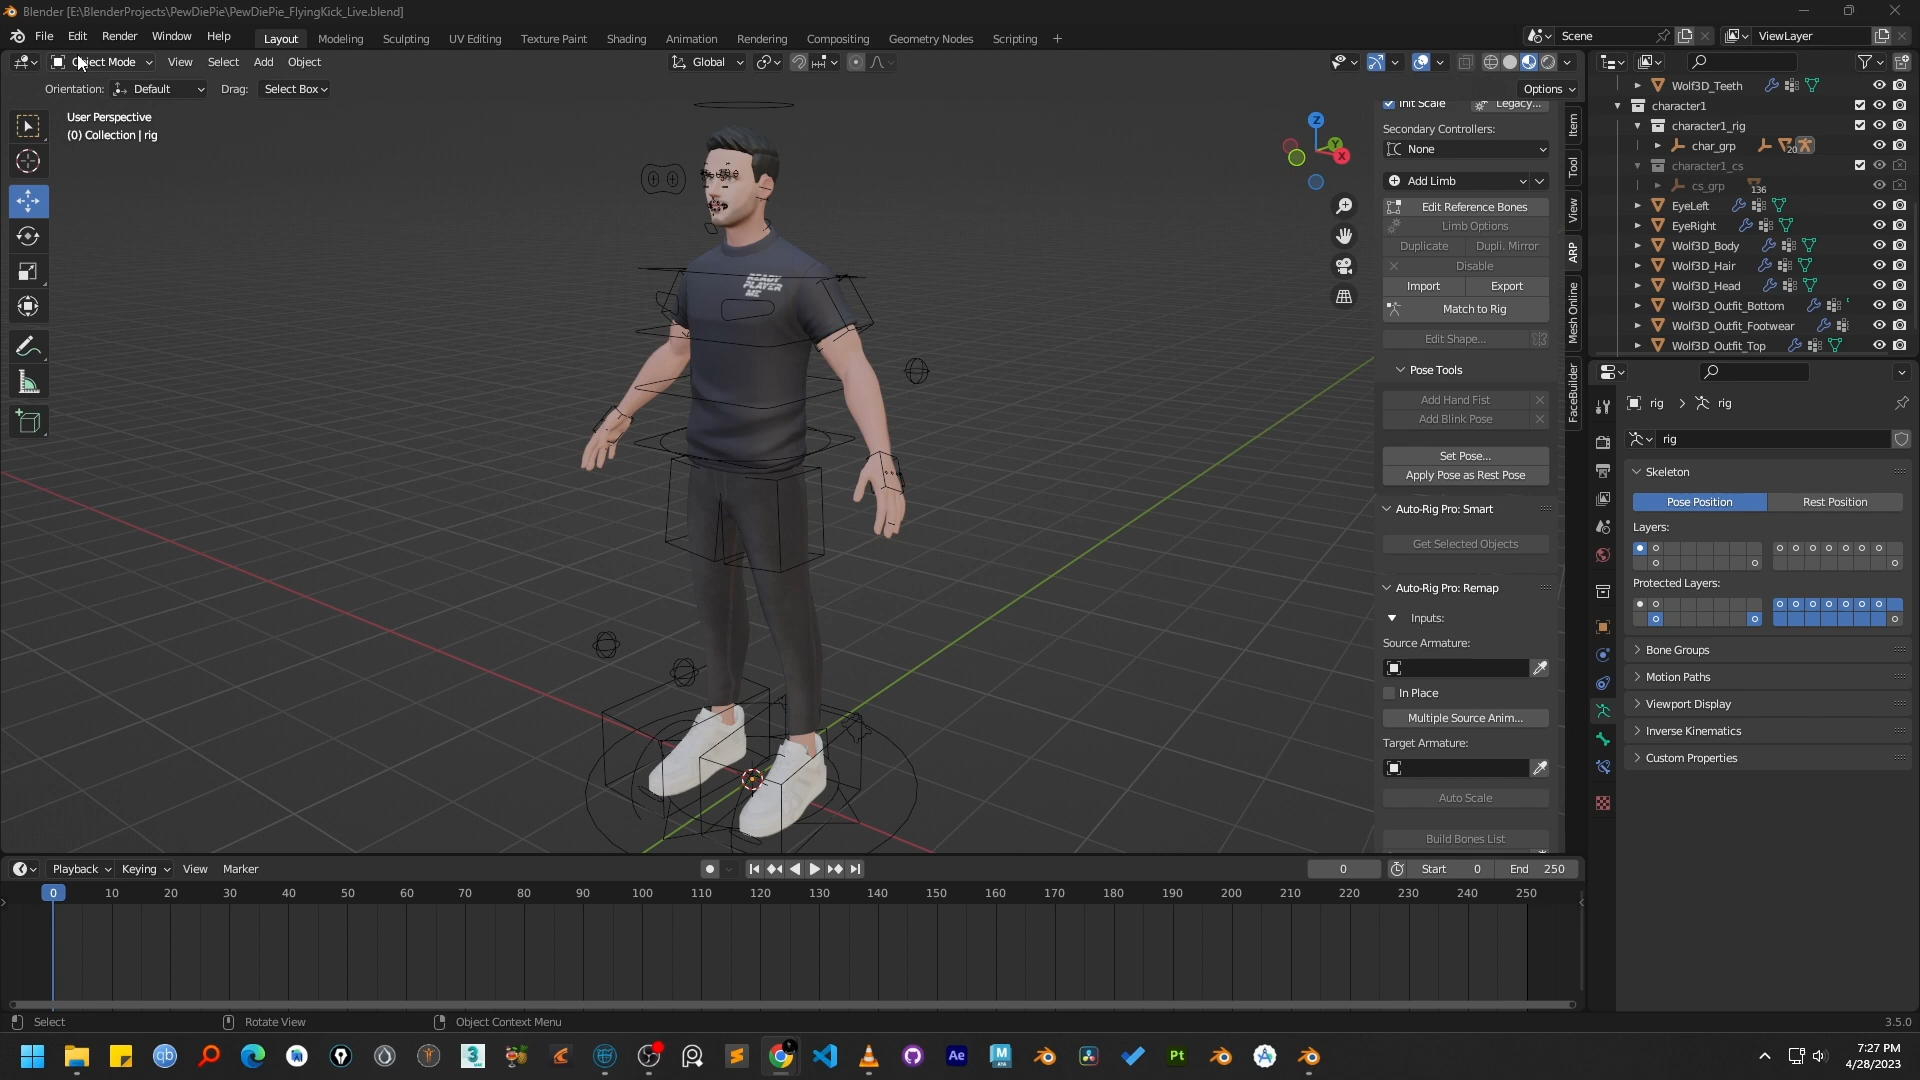 Blender [E:\BlenderProjects\PewDiePie\PewDiePie_FlyingKick_Live.blend]
File Edit Render Window Help Layout Modeling Sculpting UV Editing Texture Paint Shading Animation Rendering Compositing Geometry Nodes Scripting + Scene ViewLayer
Object Mode View Select Add Object Global
Orientation: Default Drag: Select Box Options
User Perspective
(0) Collection | rig
READY
PLAYER
ME
Z
Y
X
Init Scale Legacy...
Secondary Controllers:
None
Add Limb
Edit Reference Bones
Limb Options
Duplicate Dupli. Mirror
Disable
Import Export
Match to Rig
Edit Shape...
Pose Tools
Add Hand Fist
Add Blink Pose
Set Pose...
Apply Pose as Rest Pose
Auto-Rig Pro: Smart
Get Selected Objects
Auto-Rig Pro: Remap
Inputs:
Source Armature:
In Place
Multiple Source Anim...
Target Armature:
Auto Scale
Build Bones List
Item
Tool
View
ARP
Mesh Online
FaceBuilder
Wolf3D_Teeth
character1
character1_rig
char_grp 20
character1_cs
cs_grp 136
EyeLeft
EyeRight
Wolf3D_Body
Wolf3D_Hair
Wolf3D_Head
Wolf3D_Outfit_Bottom
Wolf3D_Outfit_Footwear
Wolf3D_Outfit_Top
rig > rig
rig
Skeleton
Pose Position Rest Position
Layers:
Protected Layers:
Bone Groups
Motion Paths
Viewport Display
Inverse Kinematics
Custom Properties
Playback Keying View Marker 0 Start 0 End 250
0 10 20 30 40 50 60 70 80 90 100 110 120 130 140 150 160 170 180 190 200 210 220 230 240 250
Select Rotate View Object Context Menu 3.5.0
qb 3 Ae M Pt
7:27 PM
4/28/2023